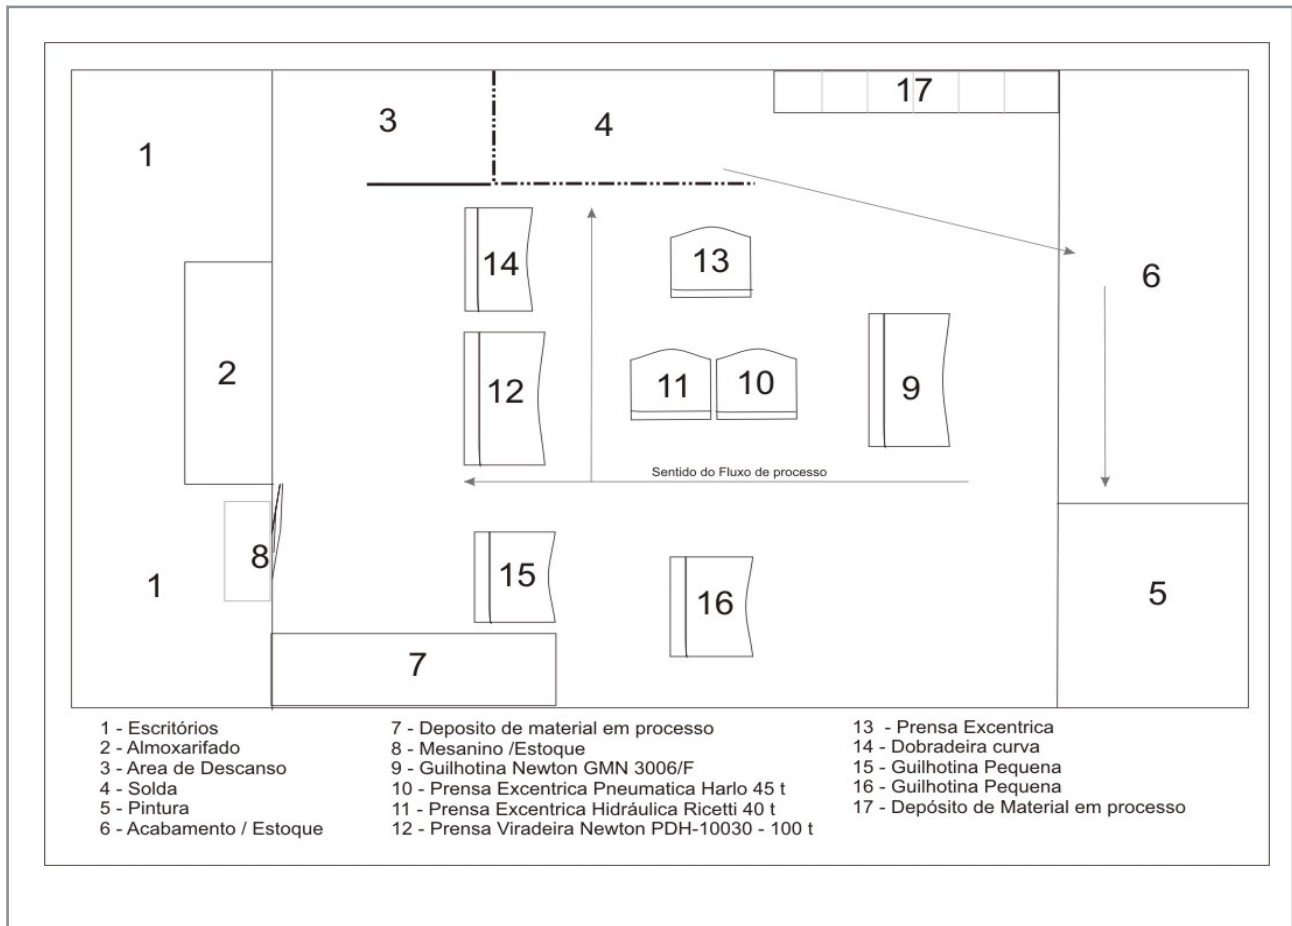 17
3
4
1
14
13
6
2
12
11
10
9
Sentido do Fluxo de processo
8
15
1
16
5
7
1 - Escritórios
2 - Almoxarifado
3 - Area de Descanso
4 - Solda
5 - Pintura
6 - Acabamento / Estoque
7 - Deposito de material em processo
8 - Mesanino /Estoque
9 - Guilhotina Newton GMN 3006/F
10 - Prensa Excentrica Pneumatica Harlo 45 t
11 - Prensa Excentrica Hidráulica Ricetti 40 t
12 - Prensa Viradeira Newton PDH-10030 - 100 t
13 - Prensa Excentrica
14 - Dobradeira curva
15 - Guilhotina Pequena
16 - Guilhotina Pequena
17 - Depósito de Material em processo